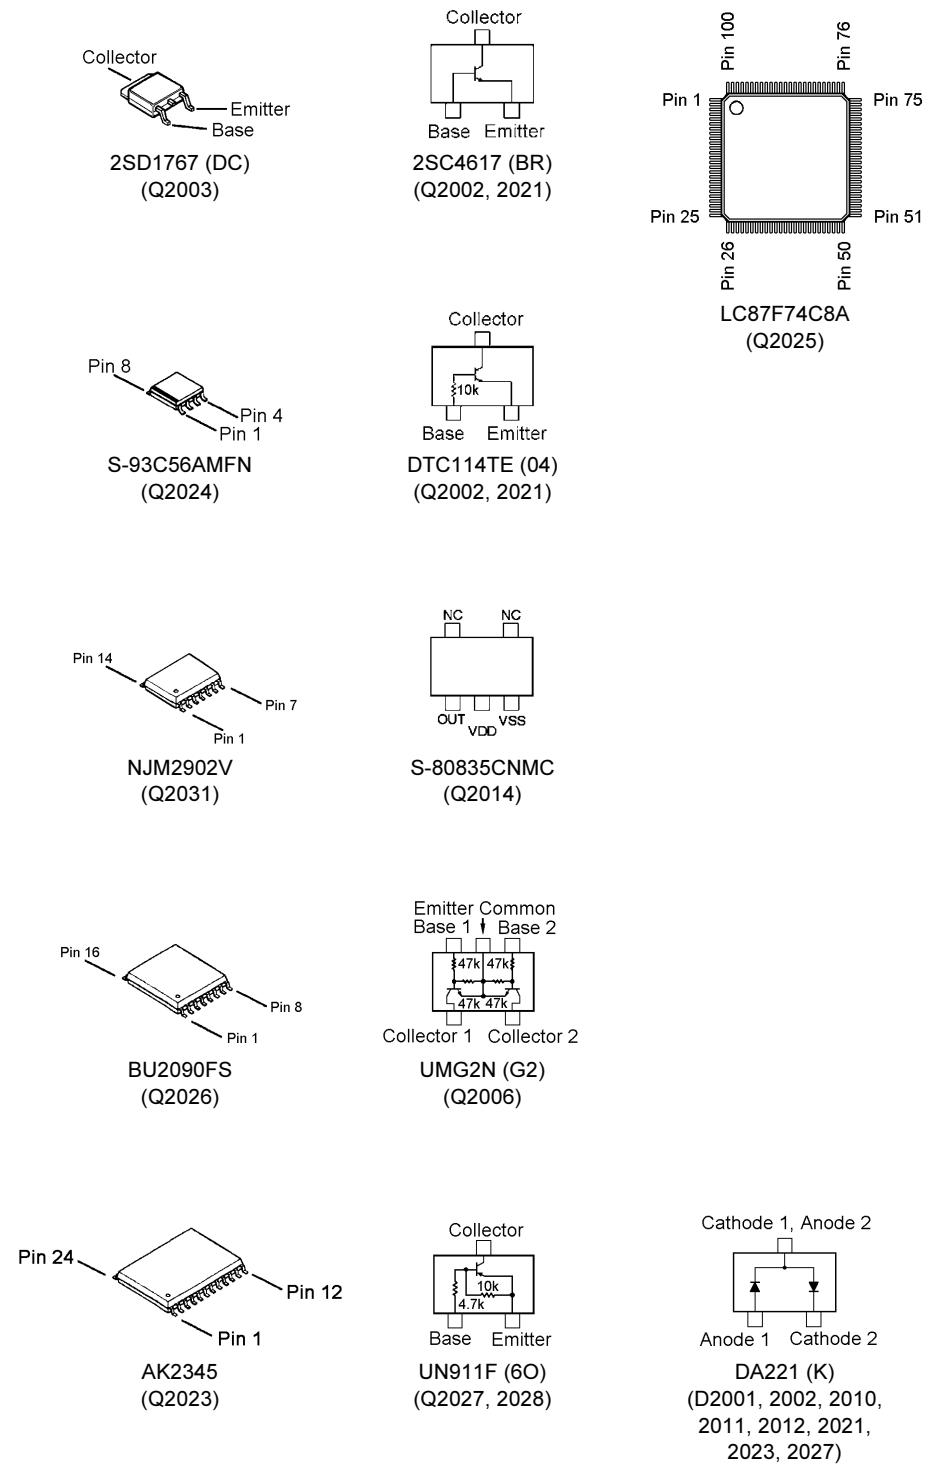 Collector
Emitter
Base
2SD1767 (DC)
(Q2003)
Collector
Base Emitter
2SC4617 (BR)
(Q2002, 2021)
Pin 100
Pin 76
Pin 1
Pin 75
Pin 25
Pin 51
Pin 26
Pin 50
LC87F74C8A
(Q2025)
Pin 8
Pin 4
Pin 1
S-93C56AMFN
(Q2024)
Collector
10k
Base Emitter
DTC114TE (04)
(Q2002, 2021)
Pin 14
Pin 7
Pin 1
NJM2902V
(Q2031)
NC NC
OUT VDD VSS
S-80835CNMC
(Q2014)
Pin 16
Pin 8
Pin 1
BU2090FS
(Q2026)
Emitter Common
Base 1 Base 2
47k 47k
47k 47k
Collector 1 Collector 2
UMG2N (G2)
(Q2006)
Pin 24
Pin 12
Pin 1
AK2345
(Q2023)
Collector
10k
4.7k
Base Emitter
UN911F (6O)
(Q2027, 2028)
Cathode 1, Anode 2
Anode 1 Cathode 2
DA221 (K)
(D2001, 2002, 2010,
2011, 2012, 2021,
2023, 2027)